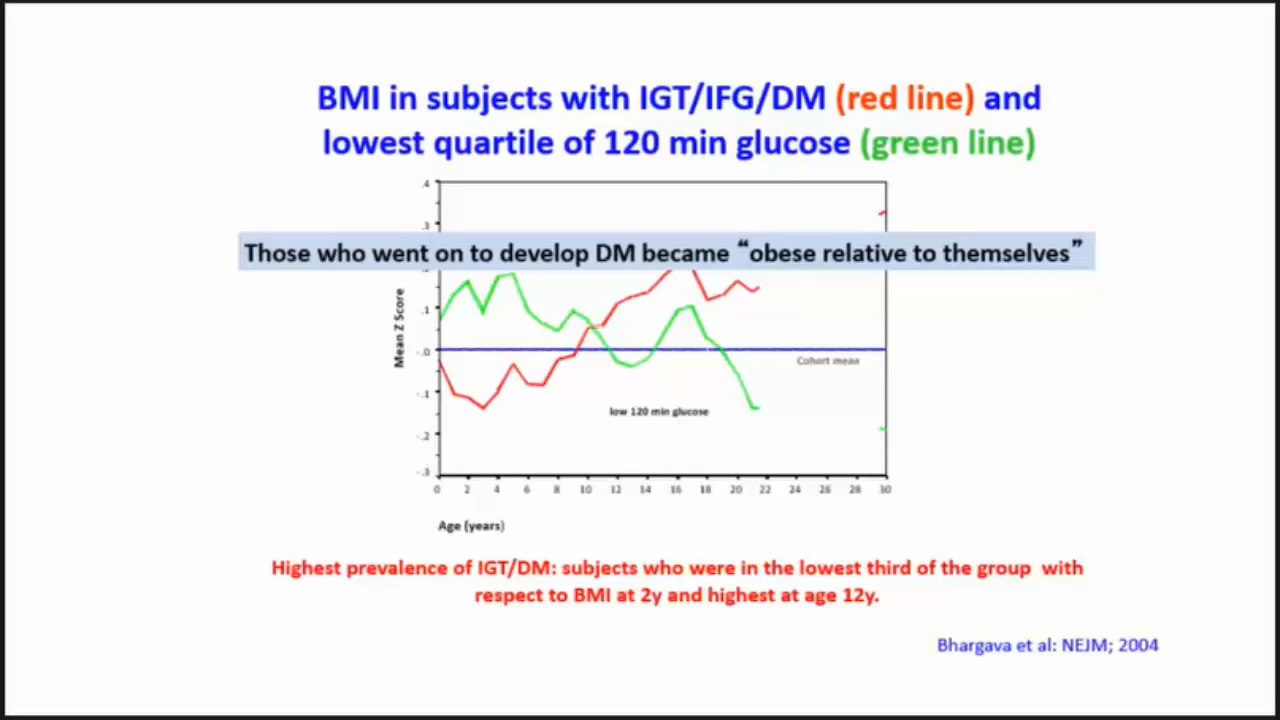 BMI in subjects with IGT/IFG/DM (red line) and
lowest quartile of 120 min glucose (green line)
.4
.3
Those who went on to develop DM became “obese relative to themselves”
.1
Mean Z Score
-.0
Cohort mean
-.1
low 120 min glucose
-.2
-.3
0 2 4 6 8 10 12 14 16 18 20 22 24 26 28 30
Age (years)
Highest prevalence of IGT/DM: subjects who were in the lowest third of the group with
respect to BMI at 2y and highest at age 12y.
Bhargava et al: NEJM; 2004